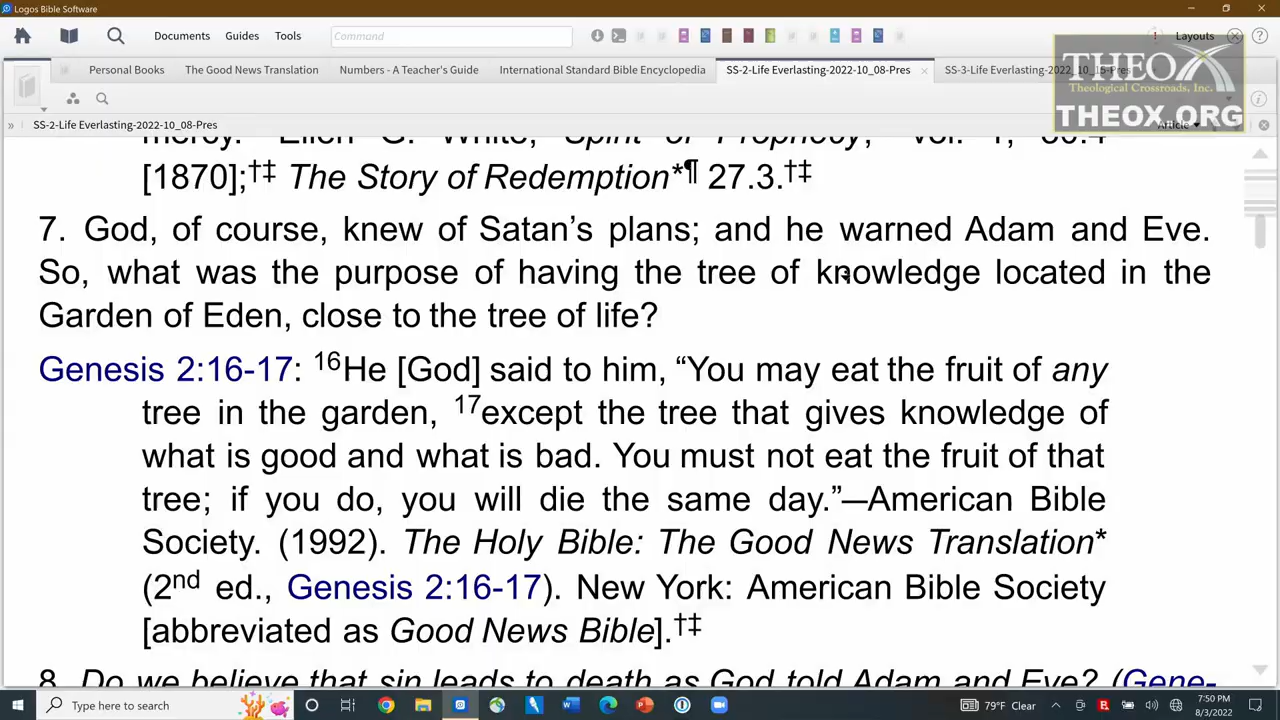 Logos Bible Software
Documents Guides Tools Command Layouts
Personal Books The Good News Translation Guide International Standard Bible Encyclopedia SS-2-Life Everlasting-2022-10_08-Pres SS-3-Life Everlasting-2022_10_15-Pres
THEOX
Theological Crossroads, Inc.
THEOX.ORG
SS-2-Life Everlasting-2022-10_08-Pres Article
mercy.—Ellen G. White, Spirit of Prophecy,* vol. 1,
[1870];†‡ The Story of Redemption*¶ 27.3.†‡
7. God, of course, knew of Satan’s plans; and he warned Adam and Eve.
So, what was the purpose of having the tree of knowledge located in the
Garden of Eden, close to the tree of life?
Genesis 2:16-17: 16He [God] said to him, “You may eat the fruit of any
tree in the garden, 17except the tree that gives knowledge of
what is good and what is bad. You must not eat the fruit of that
tree; if you do, you will die the same day.”—American Bible
Society. (1992). The Holy Bible: The Good News Translation*
(2nd ed., Genesis 2:16-17). New York: American Bible Society
[abbreviated as Good News Bible].†‡
8. Do we believe that sin leads to death as God told Adam and Eve? (Gene-
Type here to search
79°F Clear
7:50 PM
8/3/2022